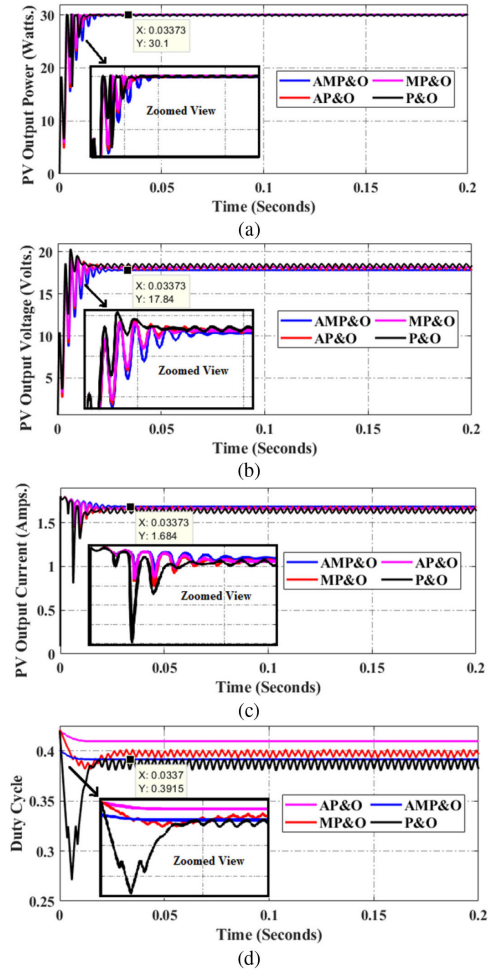 PV Output Power (Watts.)
30
20
10
0
X: 0.03373
Y: 30.1
Zoomed View
AMP&O
MP&O
AP&O
P&O
0
0.05
0.1
0.15
0.2
Time (Seconds)
(a)
PV Output Voltage (Volts.)
20
15
10
5
X: 0.03373
Y: 17.84
Zoomed View
AMP&O
MP&O
AP&O
P&O
0
0.05
0.1
0.15
0.2
Time (Seconds)
(b)
PV Output Current (Amps.)
1.5
1
0.5
0
X: 0.03373
Y: 1.684
Zoomed View
AMP&O
AP&O
MP&O
P&O
0
0.05
0.1
0.15
0.2
Time (Seconds)
(c)
Duty Cycle
0.4
0.35
0.3
0.25
X: 0.0337
Y: 0.3915
Zoomed View
AP&O
AMP&O
MP&O
P&O
0
0.05
0.1
0.15
0.2
Time (Seconds)
(d)